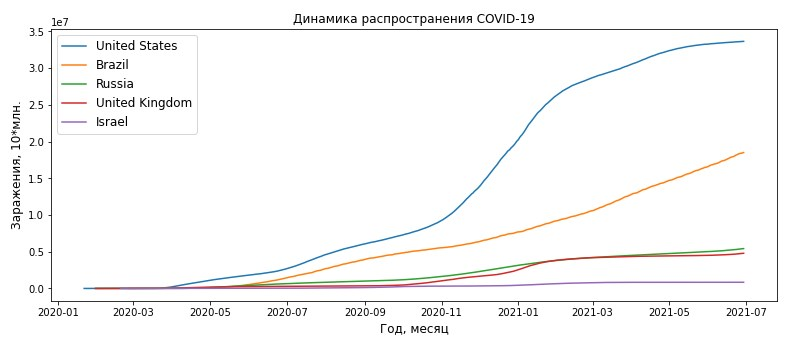 Динамика распространения COVID-19
1e7
3.5
3.0
2.5
2.0
1.5
1.0
0.5
0.0
Заражения, 10*млн.
United States
Brazil
Russia
United Kingdom
Israel
2020-01 2020-03 2020-05 2020-07 2020-09 2020-11 2021-01 2021-03 2021-05 2021-07
Год, месяц